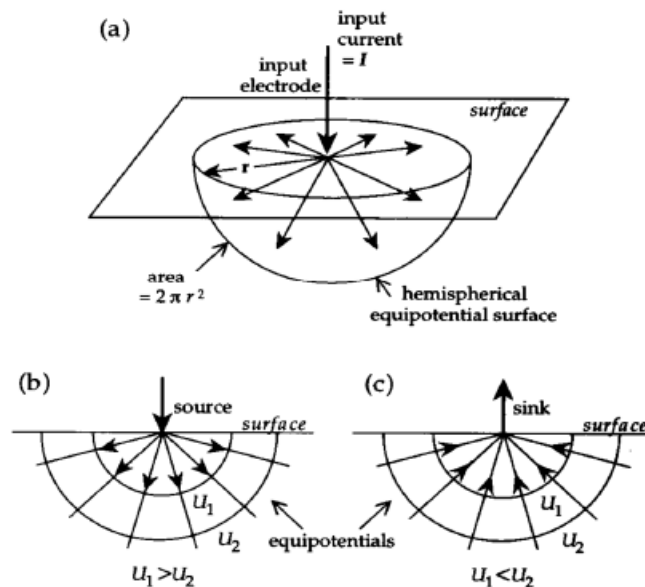 (a)
input
current
= I
input
electrode
surface
r
area
= 2 π r²
hemispherical
equipotential surface
(b)
source
surface
U₁
U₂
U₁>U₂
equipotentials
(c)
sink
surface
U₁
U₂
U₁<U₂